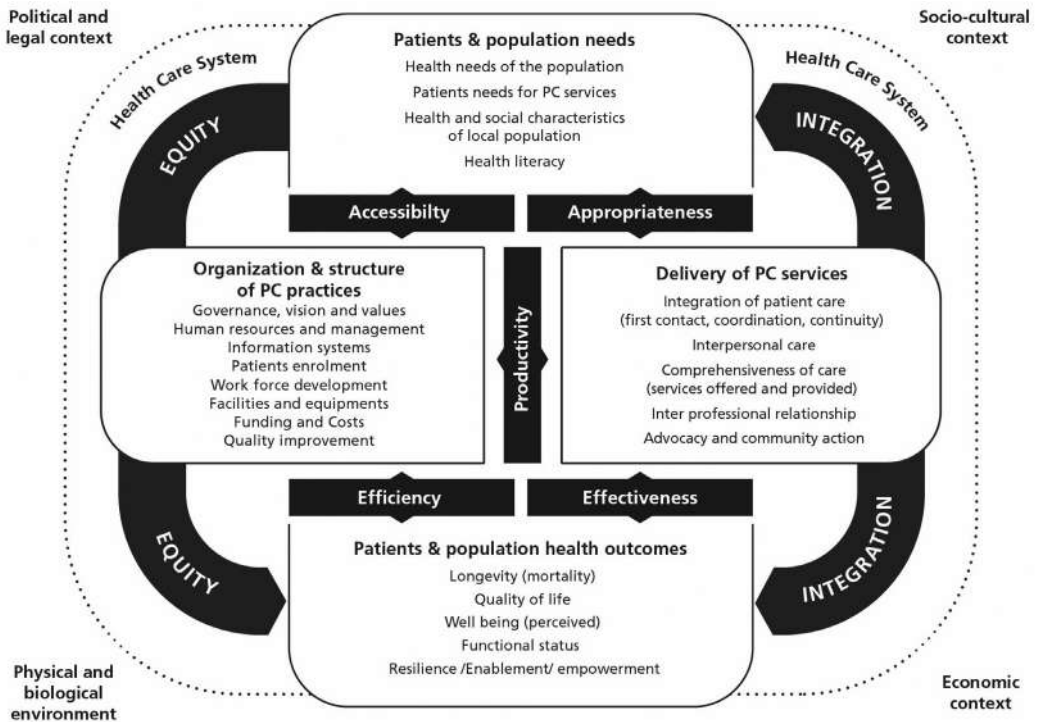 Political and
legal context
Socio-cultural
context
Health Care System
Health Care System
EQUITY
INTEGRATION
Patients & population needs
Health needs of the population
Patients needs for PC services
Health and social characteristics
of local population
Health literacy
Accessibilty
Appropriateness
Organization & structure
of PC practices
Governance, vision and values
Human resources and management
Information systems
Patients enrolment
Work force development
Facilities and equipments
Funding and Costs
Quality improvement
Productivity
Delivery of PC services
Integration of patient care
(first contact, coordination, continuity)
Interpersonal care
Comprehensiveness of care
(services offered and provided)
Inter professional relationship
Advocacy and community action
Efficiency
Effectiveness
EQUITY
INTEGRATION
Patients & population health outcomes
Longevity (mortality)
Quality of life
Well being (perceived)
Functional status
Resilience /Enablement/ empowerment
Physical and
biological
environment
Economic
context